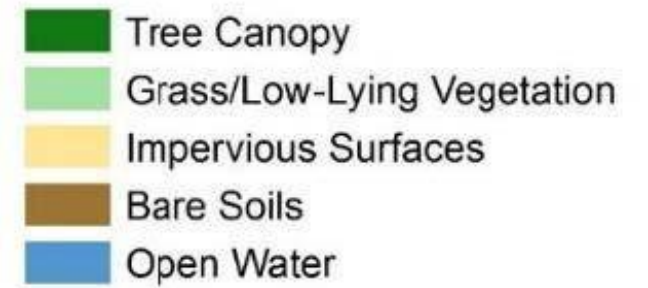 Tree Canopy
Grass/Low-Lying Vegetation
Impervious Surfaces
Bare Soils
Open Water